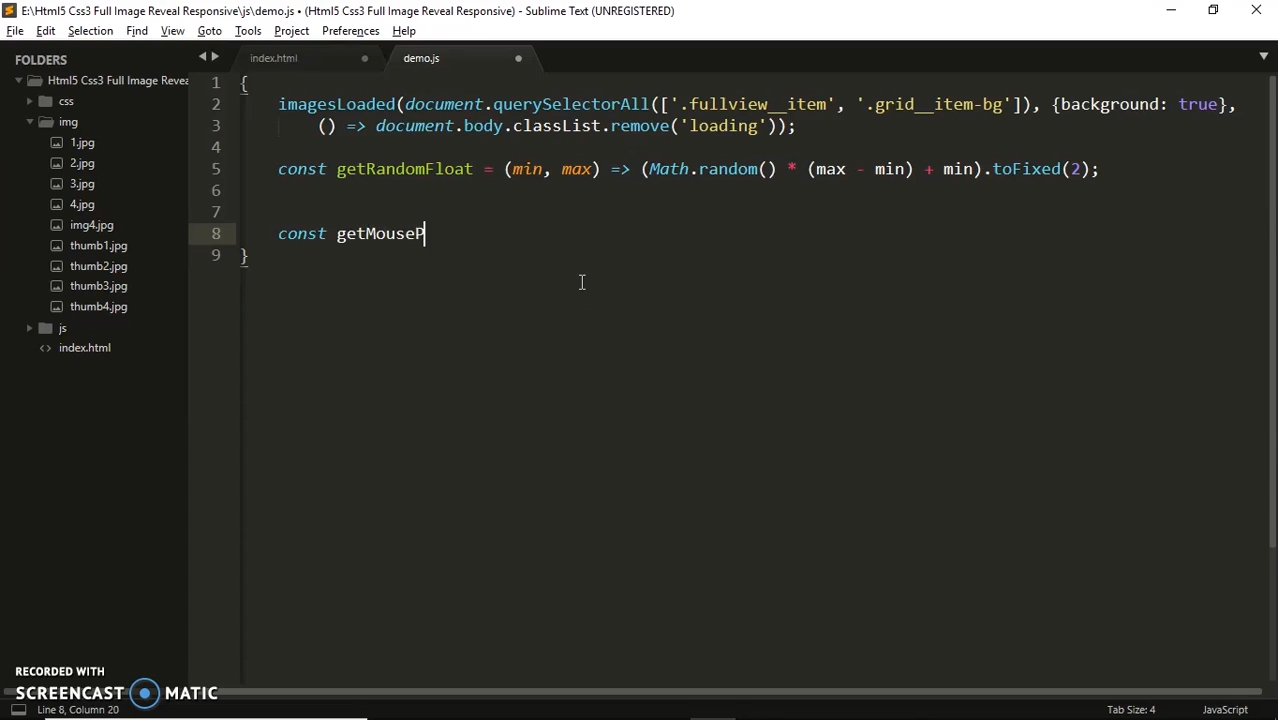 E:\Html5 Css3 Full Image Reveal Responsive\js\demo.js • (Html5 Css3 Full Image Reveal Responsive) - Sublime Text (UNREGISTERED)
File Edit Selection Find View Goto Tools Project Preferences Help
FOLDERS
Html5 Css3 Full Image Revea
css
img
1.jpg
2.jpg
3.jpg
4.jpg
img4.jpg
thumb1.jpg
thumb2.jpg
thumb3.jpg
thumb4.jpg
js
index.html
index.html
demo.js
1 {
2 imagesLoaded(document.querySelectorAll(['.fullview__item', '.grid__item-bg']), {background: true},
3 () => document.body.classList.remove('loading'));
4
5 const getRandomFloat = (min, max) => (Math.random() * (max - min) + min).toFixed(2);
6
7
8 const getMouseP
9 }
RECORDED WITH
SCREENCAST MATIC
Line 8, Column 20
Tab Size: 4
JavaScript